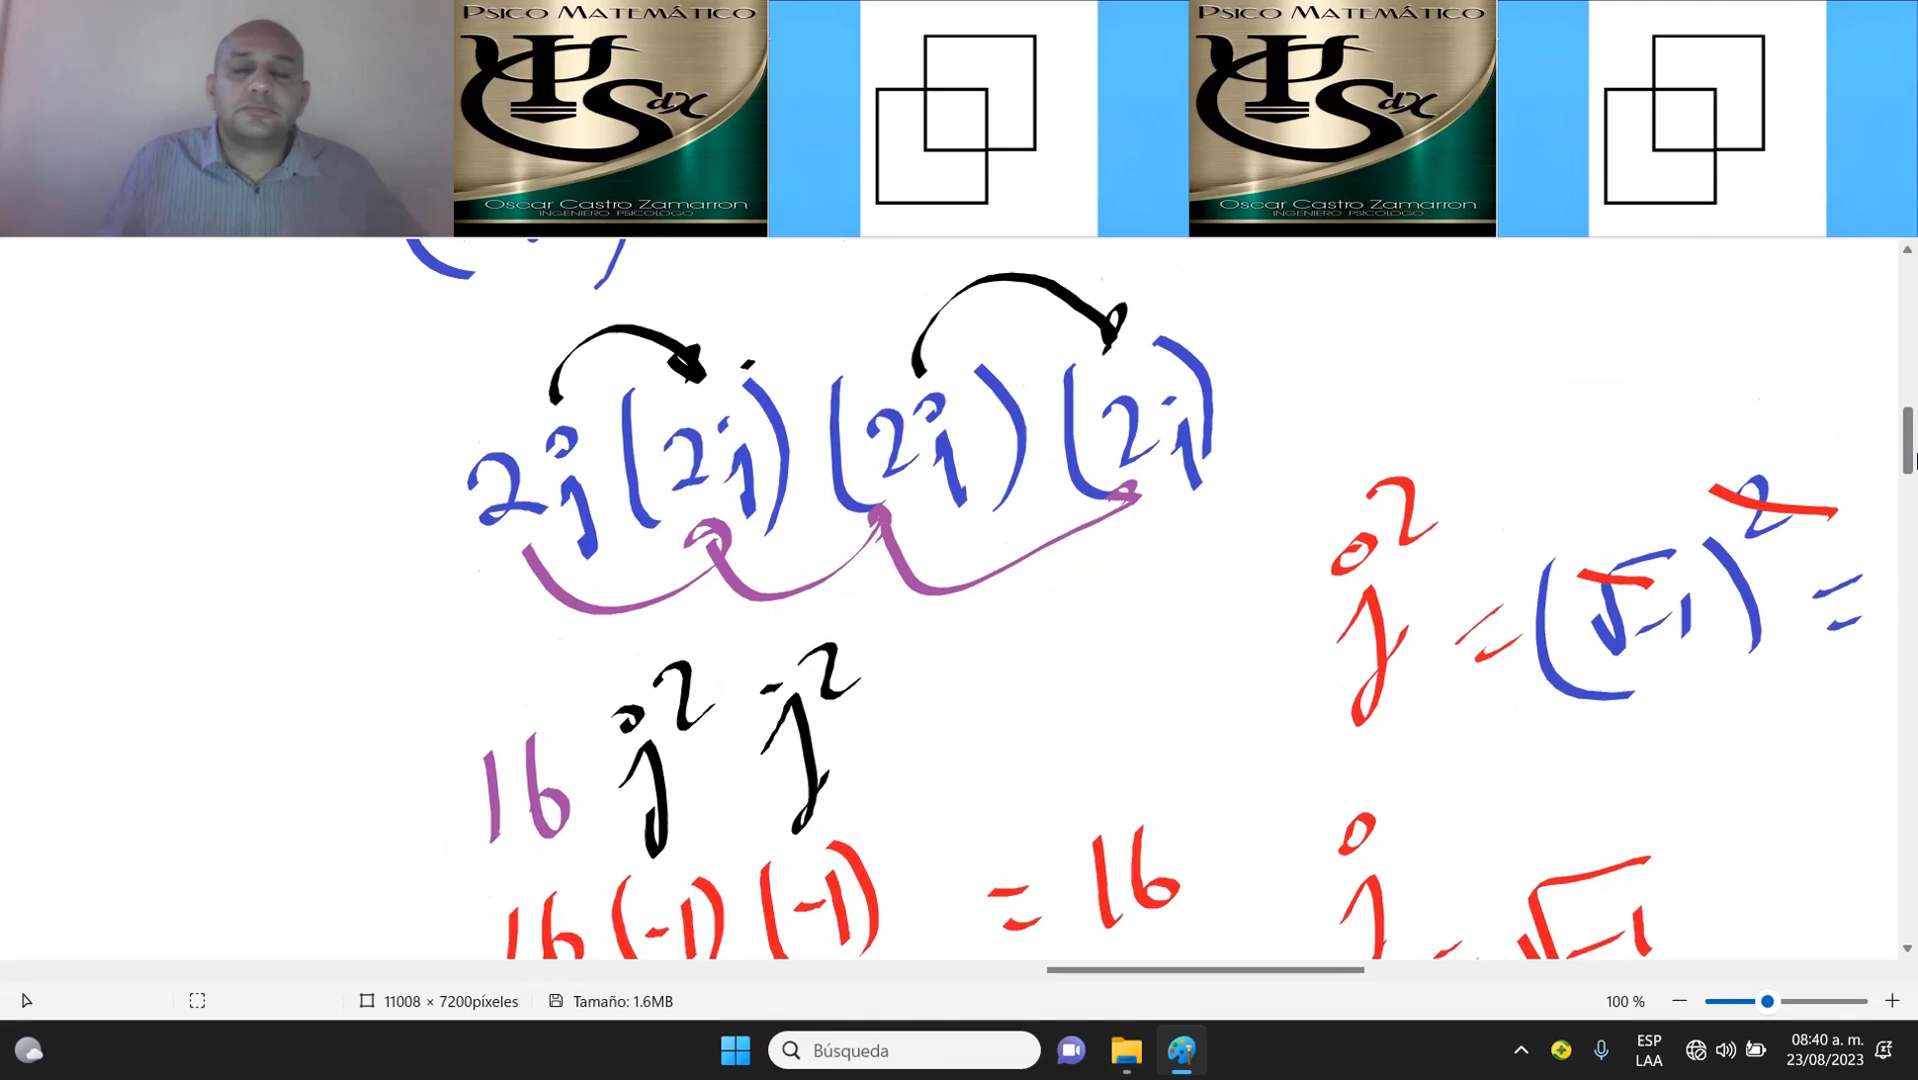 PSICO MATEMÁTICO
dx
OSCAR CASTRO ZAMARRON
INGENIERO PSICOLOGO
PSICO MATEMÁTICO
dx
OSCAR CASTRO ZAMARRON
INGENIERO PSICOLOGO
2j(2j)(2j)(2j)
j² = (√-1)² =
16 j² j²
16(-1)(-1) = 16
j = √-1
11008 × 7200píxeles
Tamaño: 1.6MB
100 %
Búsqueda
ESP
LAA
08:40 a. m.
23/08/2023